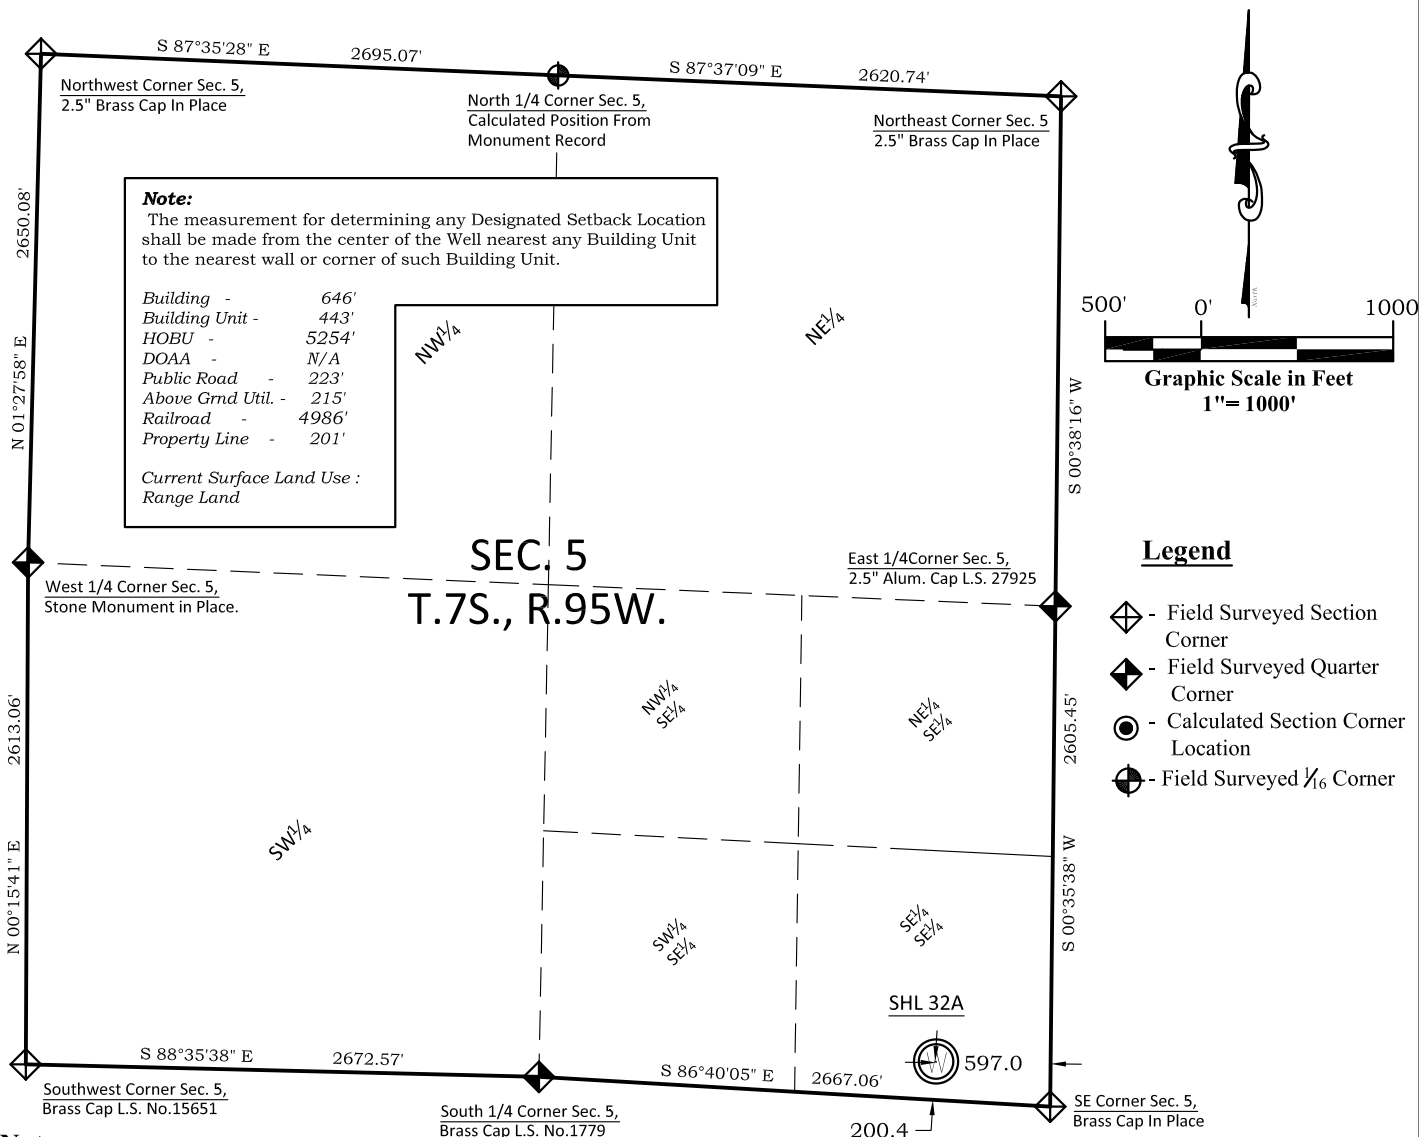 S 87°35'28" E 2695.07'
S 87°37'09" E 2620.74'
Northwest Corner Sec. 5,
2.5" Brass Cap In Place
North 1/4 Corner Sec. 5,
Calculated Position From
Monument Record
Northeast Corner Sec. 5
2.5" Brass Cap In Place
2650.08'
N 01°27'58" E
Note:
The measurement for determining any Designated Setback Location
shall be made from the center of the Well nearest any Building Unit
to the nearest wall or corner of such Building Unit.
Building - 646'
Building Unit - 443'
HOBU - 5254'
DOAA - N/A
Public Road - 223'
Above Grnd Util. - 215'
Railroad - 4986'
Property Line - 201'
Current Surface Land Use :
Range Land
NW¼
NE¼
North
500' 0' 1000'
Graphic Scale in Feet
1"= 1000'
S 00°38'16" W
SEC. 5
T.7S., R.95W.
West 1/4 Corner Sec. 5,
Stone Monument in Place.
East 1/4Corner Sec. 5,
2.5" Alum. Cap L.S. 27925
Legend
- Field Surveyed Section
Corner
- Field Surveyed Quarter
Corner
- Calculated Section Corner
Location
- Field Surveyed 1/16 Corner
NW¼
SE¼
NE¼
SE¼
2613.06'
N 00°15'41" E
2605.45'
S 00°35'38" W
SW¼
SW¼
SE¼
SE¼
SE¼
SHL 32A
W
597.0
200.4
S 88°35'38" E 2672.57'
S 86°40'05" E 2667.06'
Southwest Corner Sec. 5,
Brass Cap L.S. No.15651
South 1/4 Corner Sec. 5,
Brass Cap L.S. No.1779
SE Corner Sec. 5,
Brass Cap In Place